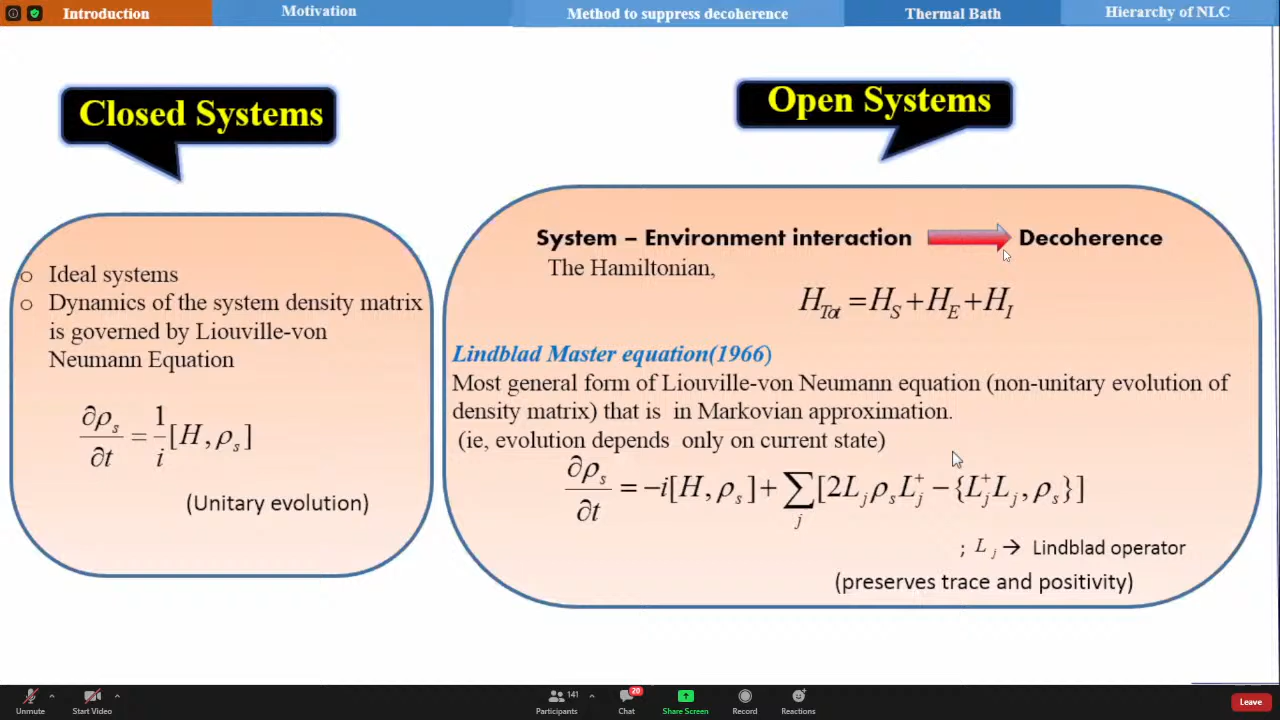 Introduction
Motivation
Method to suppress decoherence
Thermal Bath
Hierarchy of NLC
Closed Systems
○ Ideal systems
○ Dynamics of the system density matrix
is governed by Liouville-von
Neumann Equation
∂ρ_s/∂t = 1/i [H, ρ_s]
(Unitary evolution)
Open Systems
System – Environment interaction Decoherence
The Hamiltonian,
H_Tot = H_S + H_E + H_I
Lindblad Master equation(1966)
Most general form of Liouville-von Neumann equation (non-unitary evolution of
density matrix) that is in Markovian approximation.
(ie, evolution depends only on current state)
∂ρ_s/∂t = −i[H, ρ_s] + ∑_j [2L_j ρ_s L_j^+ − {L_j^+ L_j, ρ_s}]
; L_j → Lindblad operator
(preserves trace and positivity)
Unmute
Start Video
141
Participants
20
Chat
Share Screen
Record
Reactions
Leave